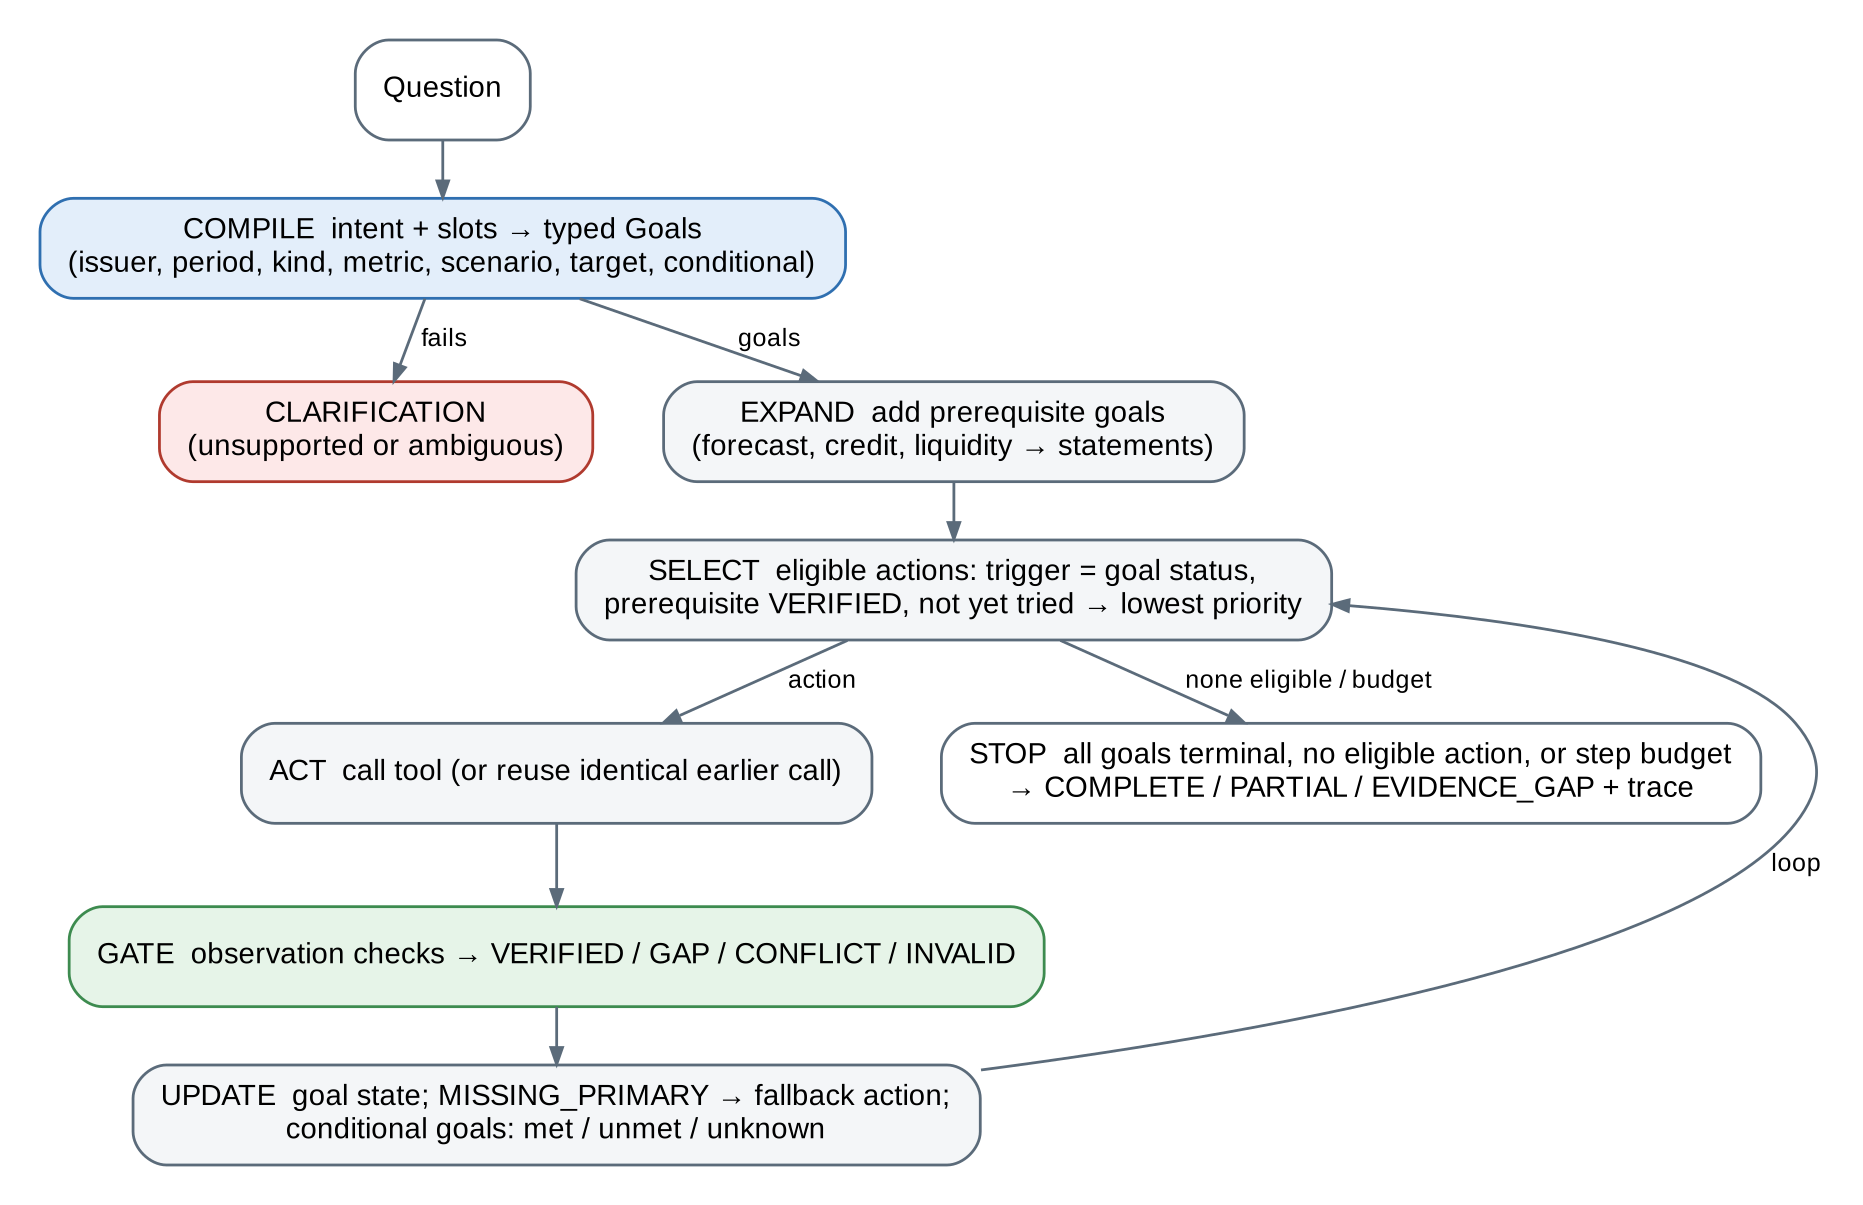 Question
COMPILE  intent + slots → typed Goals
(issuer, period, kind, metric, scenario, target, conditional)
fails
goals
CLARIFICATION
(unsupported or ambiguous)
EXPAND  add prerequisite goals
(forecast, credit, liquidity → statements)
SELECT  eligible actions: trigger = goal status,
prerequisite VERIFIED, not yet tried → lowest priority
action
none eligible / budget
ACT  call tool (or reuse identical earlier call)
STOP  all goals terminal, no eligible action, or step budget
→ COMPLETE / PARTIAL / EVIDENCE_GAP + trace
loop
GATE  observation checks → VERIFIED / GAP / CONFLICT / INVALID
UPDATE  goal state; MISSING_PRIMARY → fallback action;
conditional goals: met / unmet / unknown